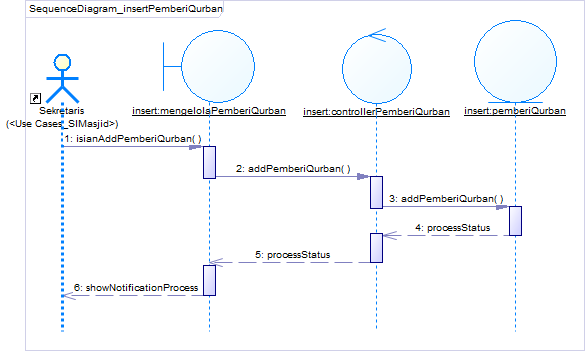 SequenceDiagram_insertPemberiQurban
Sekretaris
(<Use Cases_SIMasjid>)
insert:mengelolaPemberiQurban
insert:controllerPemberiQurban
insert:pemberiQurban
1: isianAddPemberiQurban( )
2: addPemberiQurban( )
3: addPemberiQurban( )
4: processStatus
5: processStatus
6: showNotificationProcess